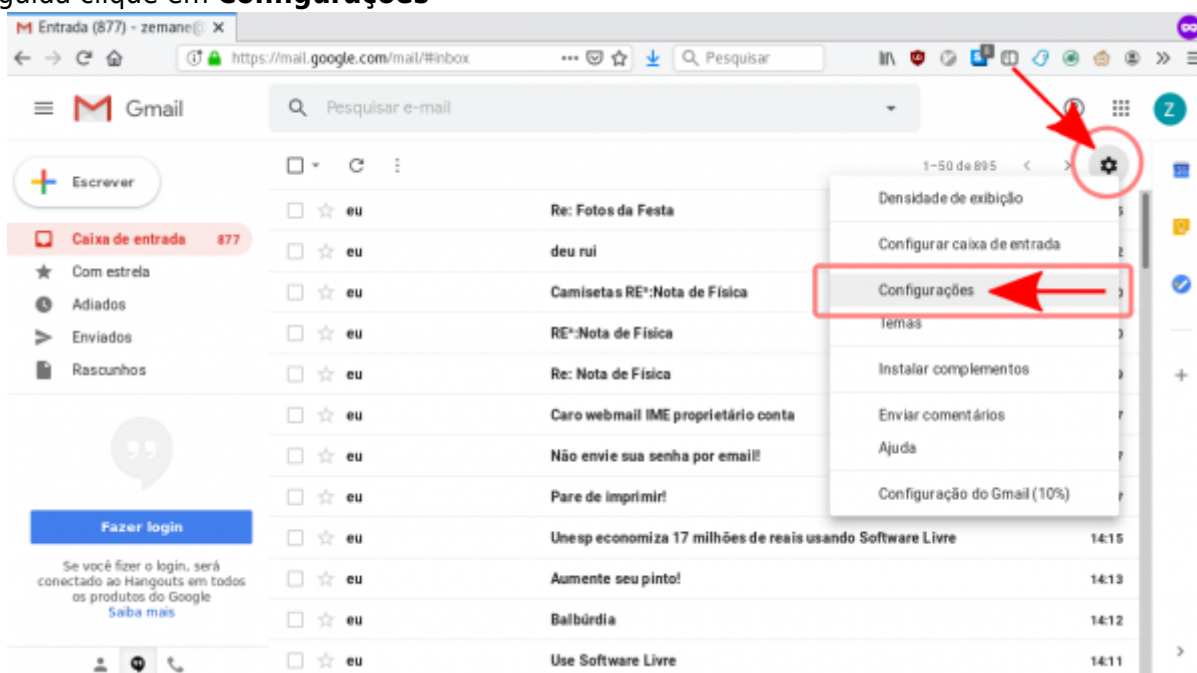 guida clique em Configurações
Entrada (877) - zemane@
https://mail.google.com/mail/#inbox
Pesquisar
Gmail
Pesquisar e-mail
Z
Escrever
1-50 de 895
Densidade de exibição
Configurar caixa de entrada
Configurações
Temas
Instalar complementos
Enviar comentários
Ajuda
Configuração do Gmail (10%)
Caixa de entrada 877
Com estrela
Adiados
Enviados
Rascunhos
eu Re: Fotos da Festa
eu deu rui
eu Camisetas RE*:Nota de Física
eu RE*:Nota de Física
eu Re: Nota de Física
eu Caro webmail IME proprietário conta
eu Não envie sua senha por email!
eu Pare de imprimir!
eu Unesp economiza 17 milhões de reais usando Software Livre 14:15
eu Aumente seu pinto! 14:13
eu Balbúrdia 14:12
eu Use Software Livre 14:11
Fazer login
Se você fizer o login, será
conectado ao Hangouts em todos
os produtos do Google
Saiba mais